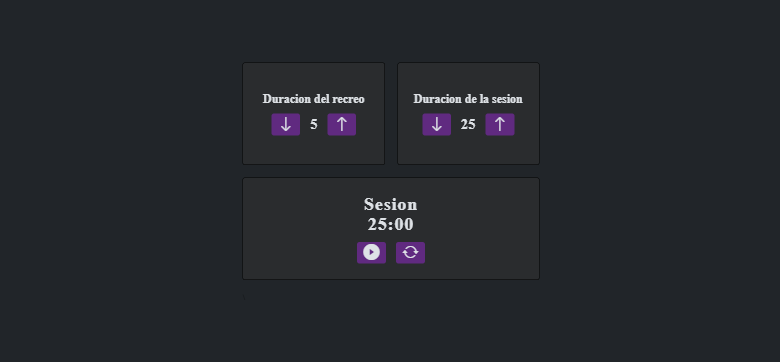 Duracion del recreo
5
Duracion de la sesion
25
Sesion
25:00